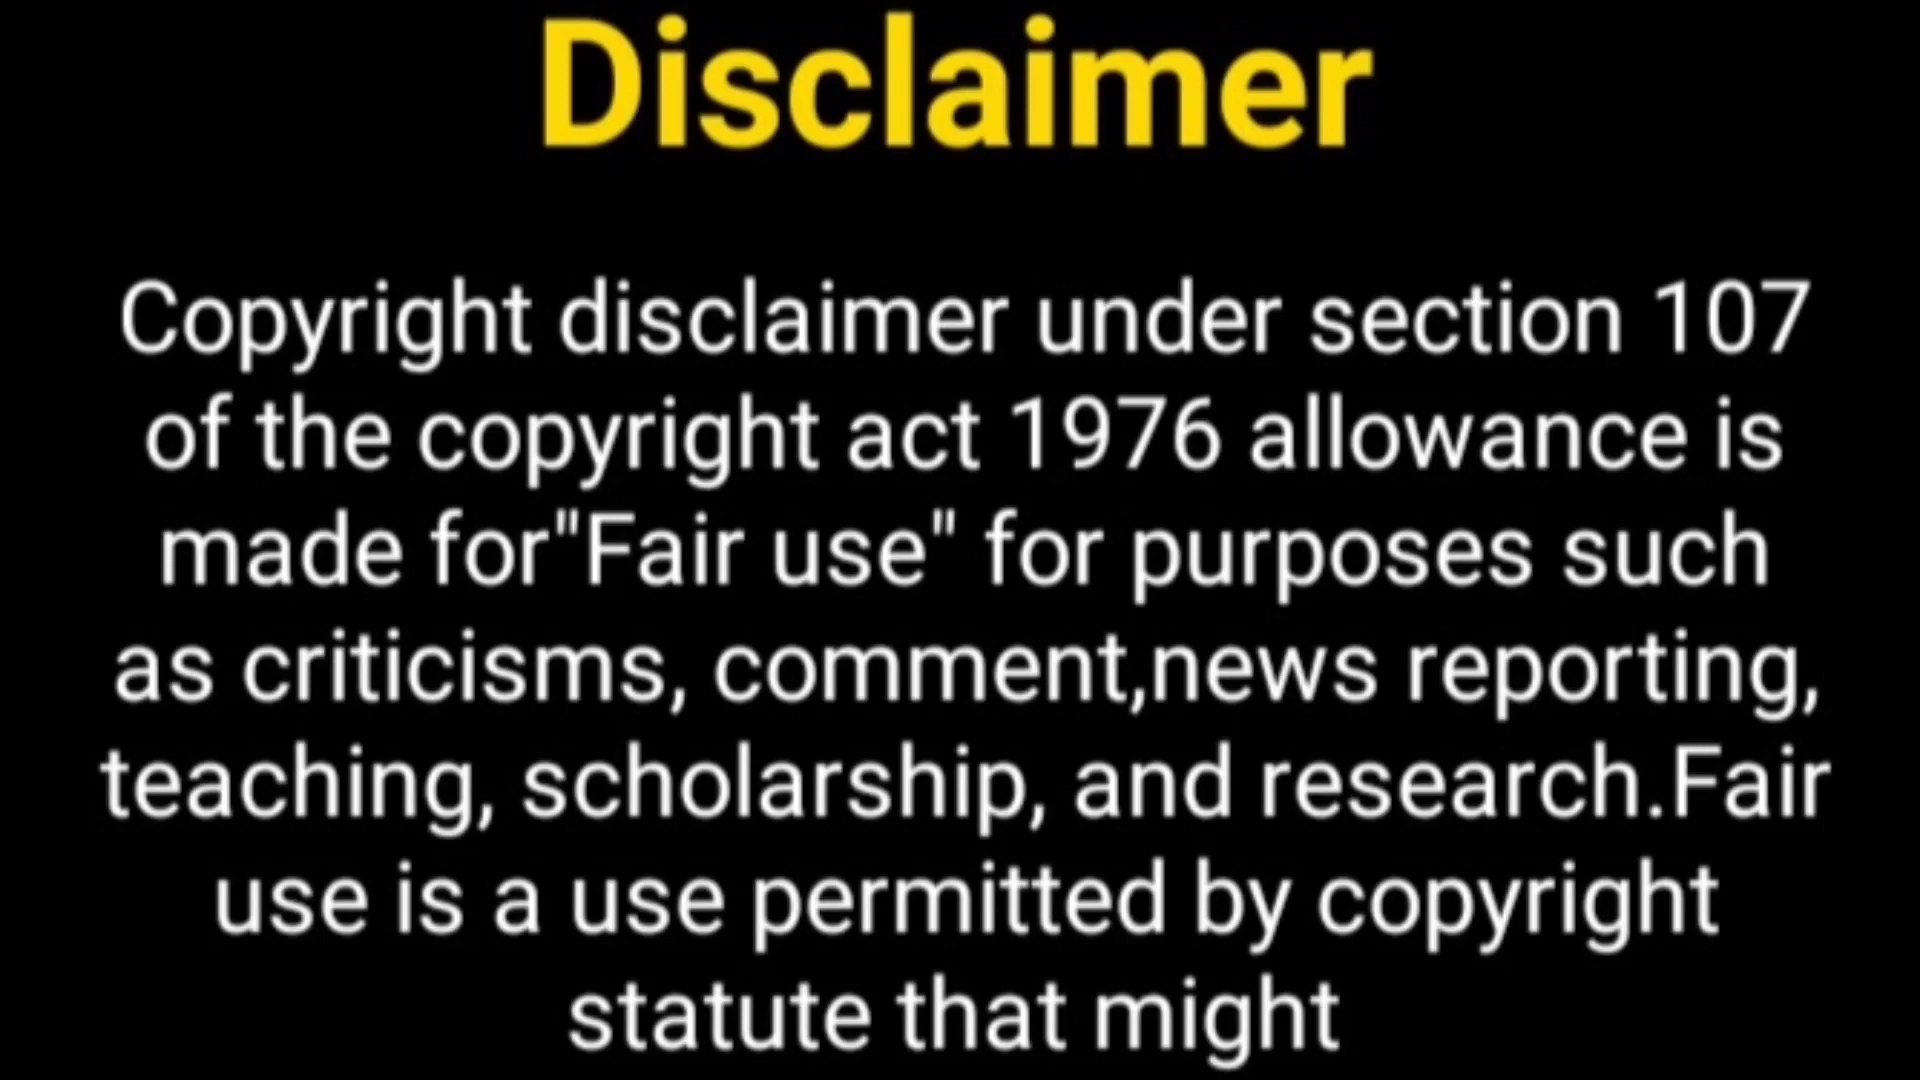 Disclaimer
Copyright disclaimer under section 107
of the copyright act 1976 allowance is
made for"Fair use" for purposes such
as criticisms, comment,news reporting,
teaching, scholarship, and research.Fair
use is a use permitted by copyright
statute that might